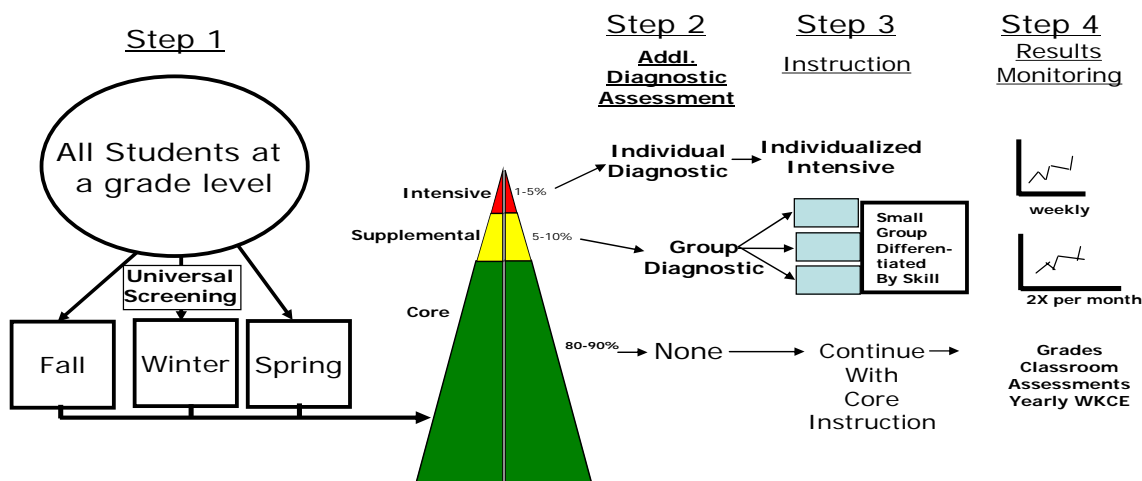 Step 1
All Students at
a grade level
Universal
Screening
Fall
Winter
Spring
Intensive
1-5%
Supplemental
5-10%
Core
80-90%
Step 2
Addl.
Diagnostic
Assessment
Individual
Diagnostic
Group
Diagnostic
None
Step 3
Instruction
Individualized
Intensive
Small
Group
Differen-
tiated
By Skill
Continue
With
Core
Instruction
Step 4
Results
Monitoring
weekly
2X per month
Grades
Classroom
Assessments
Yearly WKCE